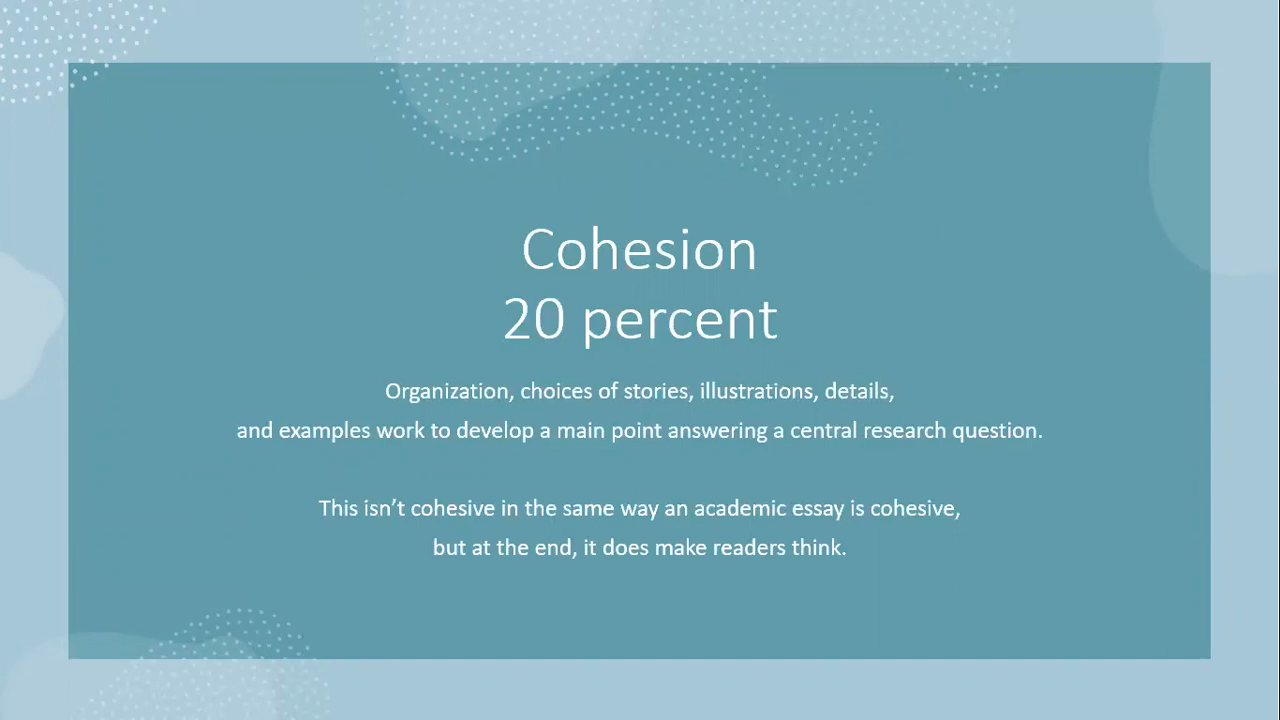 Cohesion
20 percent
Organization, choices of stories, illustrations, details,
and examples work to develop a main point answering a central research question.
This isn’t cohesive in the same way an academic essay is cohesive,
but at the end, it does make readers think.